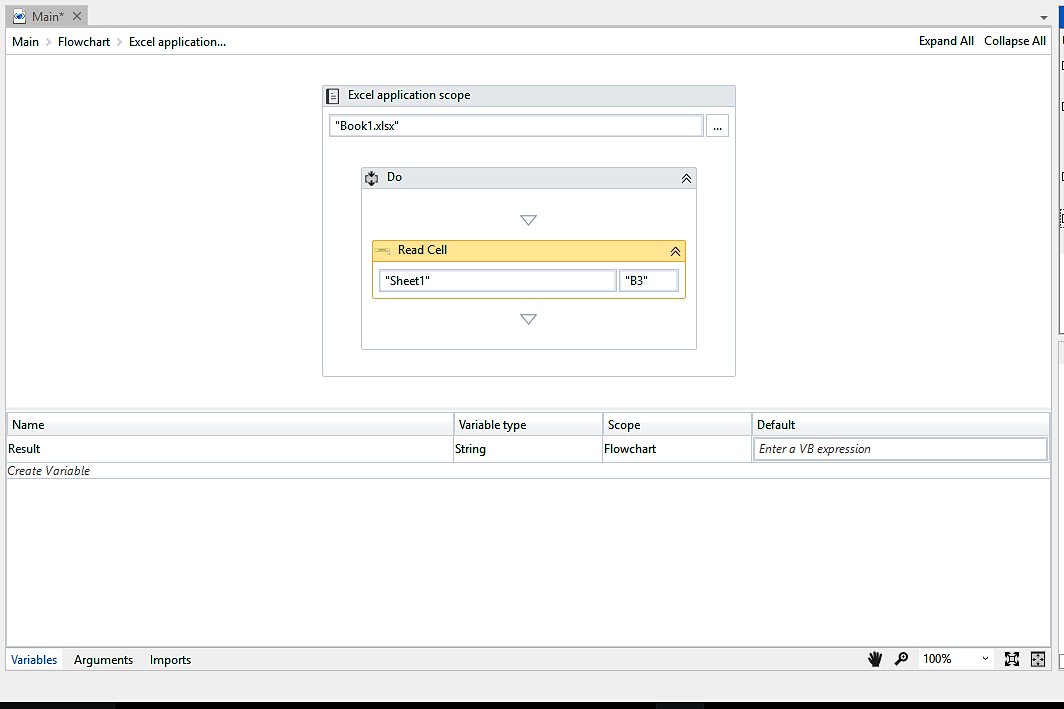 Main*
Main Flowchart Excel application... Expand All Collapse All
Excel application scope
"Book1.xlsx" ...
Do
Read Cell
"Sheet1" "B3"
Name Variable type Scope Default
Result String Flowchart Enter a VB expression
Create Variable
Variables Arguments Imports 100%